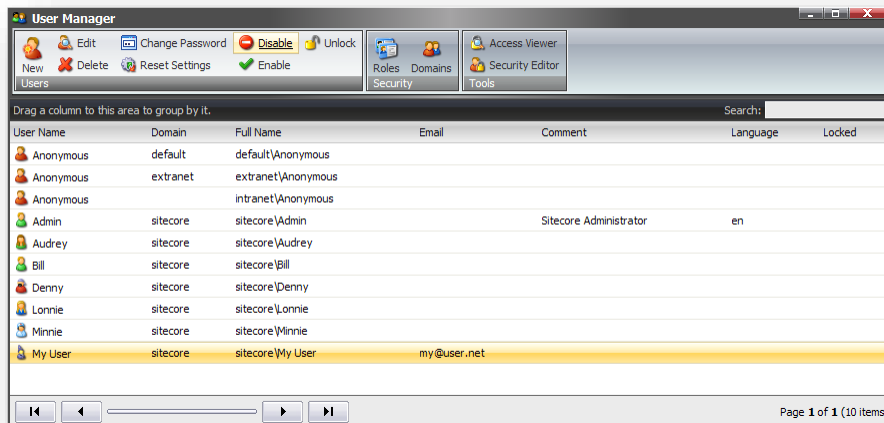 User Manager
Edit Change Password Disable Unlock Access Viewer
New Delete Reset Settings Enable Roles Domains Security Editor
Users Security Tools
Drag a column to this area to group by it. Search:
User Name Domain Full Name Email Comment Language Locked
Anonymous default default\Anonymous
Anonymous extranet extranet\Anonymous
Anonymous intranet\Anonymous
Admin sitecore sitecore\Admin Sitecore Administrator en
Audrey sitecore sitecore\Audrey
Bill sitecore sitecore\Bill
Denny sitecore sitecore\Denny
Lonnie sitecore sitecore\Lonnie
Minnie sitecore sitecore\Minnie
My User sitecore sitecore\My User my@user.net
Page 1 of 1 (10 items